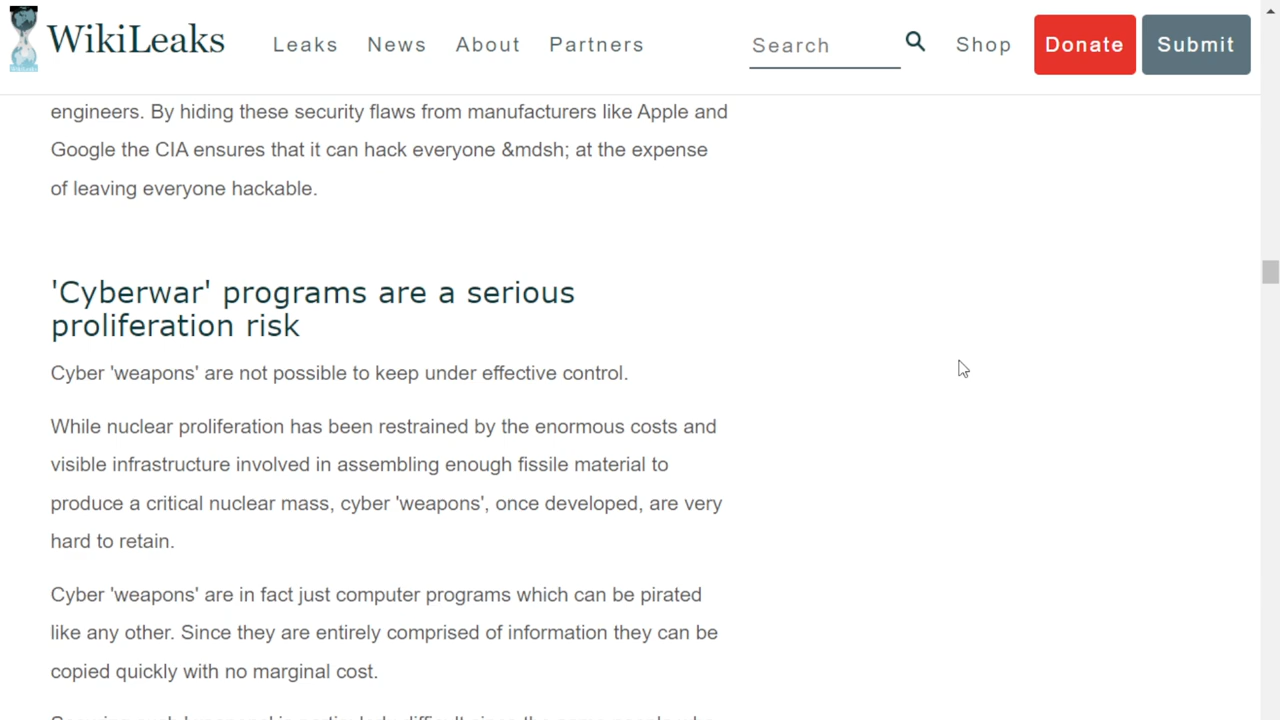 WikiLeaks
Leaks News About Partners Search Shop Donate Submit
engineers. By hiding these security flaws from manufacturers like Apple and
Google the CIA ensures that it can hack everyone &mdsh; at the expense
of leaving everyone hackable.
'Cyberwar' programs are a serious
proliferation risk
Cyber 'weapons' are not possible to keep under effective control.
While nuclear proliferation has been restrained by the enormous costs and
visible infrastructure involved in assembling enough fissile material to
produce a critical nuclear mass, cyber 'weapons', once developed, are very
hard to retain.
Cyber 'weapons' are in fact just computer programs which can be pirated
like any other. Since they are entirely comprised of information they can be
copied quickly with no marginal cost.